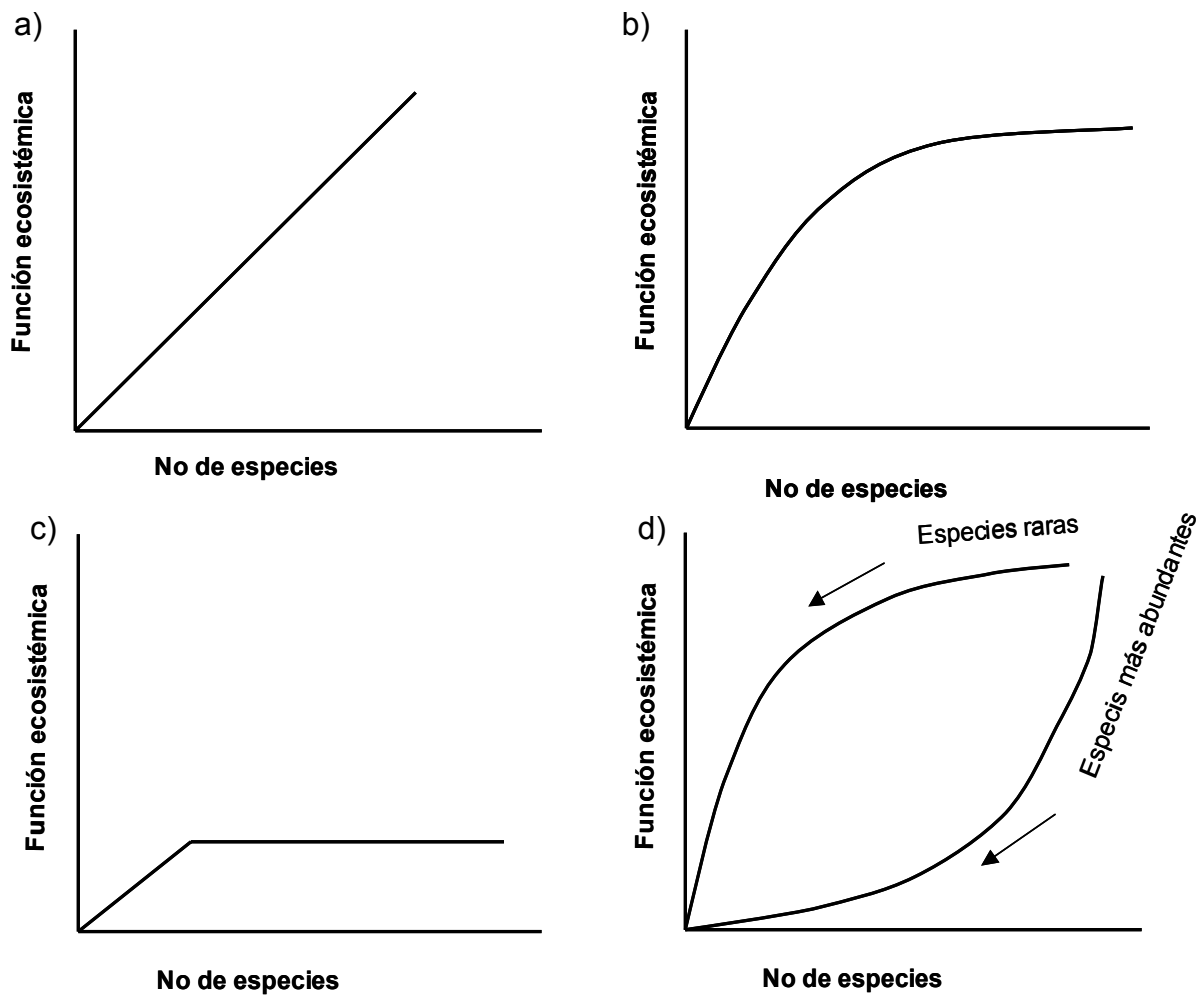 a)
Función ecosistémica
No de especies
b)
Función ecosistémica
No de especies
c)
Función ecosistémica
No de especies
d)
Función ecosistémica
Especies raras
Especis más abundantes
No de especies